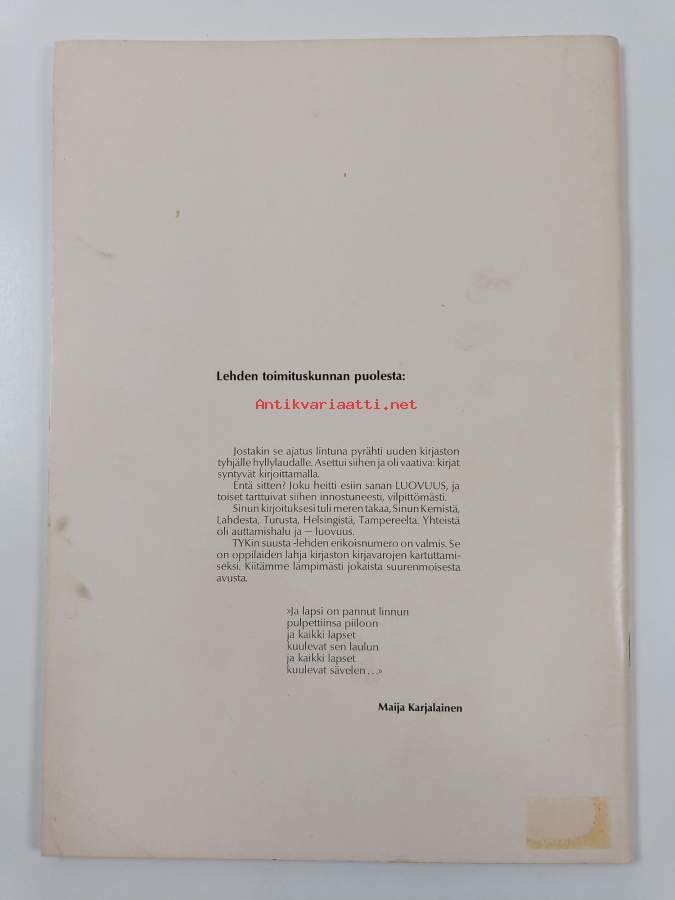 Lehden toimituskunnan puolesta:
Antikvariaatti.net
Jostakin se ajatus lintuna pyrähti uuden kirjaston
tyhjälle hyllylaudalle. Asettui siihen ja oli vaativa: kirjat
syntyvät kirjoittamalla.
Entä sitten? Joku heitti esiin sanan LUOVUUS, ja
toiset tarttuivat siihen innostuneesti, vilpittömästi.
Sinun kirjoituksesi tuli meren takaa, Sinun Kemistä,
Lahdesta, Turusta, Helsingistä, Tampereelta. Yhteistä
oli auttamishalu ja — luovuus.
TYKin suusta -lehden erikoisnumero on valmis. Se
on oppilaiden lahja kirjaston kirjavarojen kartuttami-
seksi. Kiitämme lämpimästi jokaista suurenmoisesta
avusta.
»Ja lapsi on pannut linnun
pulpettiinsa piiloon
ja kaikki lapset
kuulevat sen laulun
ja kaikki lapset
kuulevat sävelen...»
Maija Karjalainen